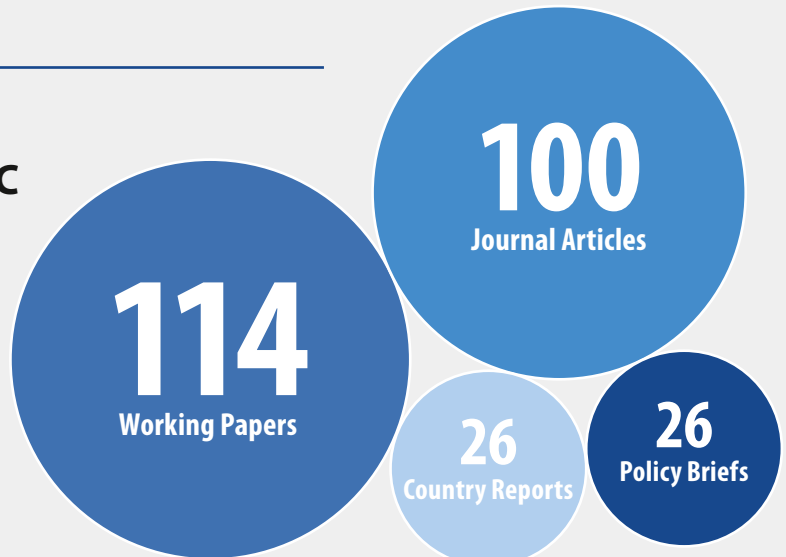 c
100
Journal Articles
114
Working Papers
26
Country Reports
26
Policy Briefs